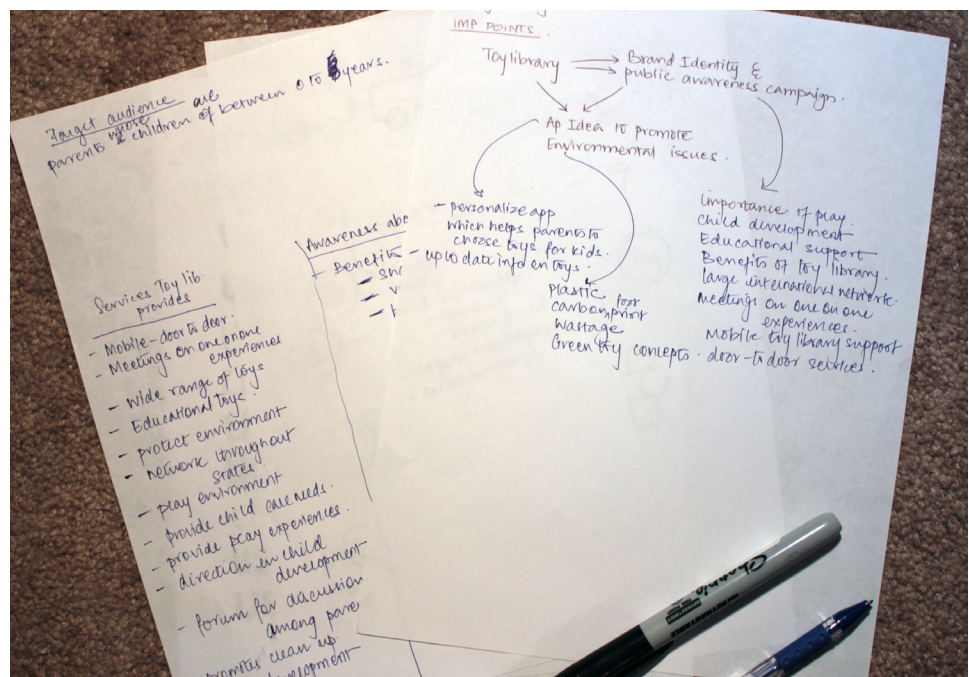 IMP POINTS.
Toy library
Brand Identity &
public awareness campaign.
Ap Idea to promote
Environmental issues.
- personalize app
which helps parents to
choose toys for kids.
- up to date info on toys.
plastic
carbon foot print
wastage
Green toy concepts.
importance of play.
child development
Educational support
Benefits of toy library.
large international network.
Meetings on one on one
experiences.
Mobile toy library support
door-to door services.
Target audience are
parents whose children of between 0 to years.
Awareness abo
- Benefits
Services Toy lib
provides
- Mobile-door to door.
- Meetings on one on one
experiences
- Wide range of toys
- Educational toys.
- protect environment
- network throughout
states.
- play environment
- provide child care needs.
- provide play experiences.
- direction in child
development
- forum for discussion
among pare
promotes clean up
development
Sharpie
RETRACTABLE